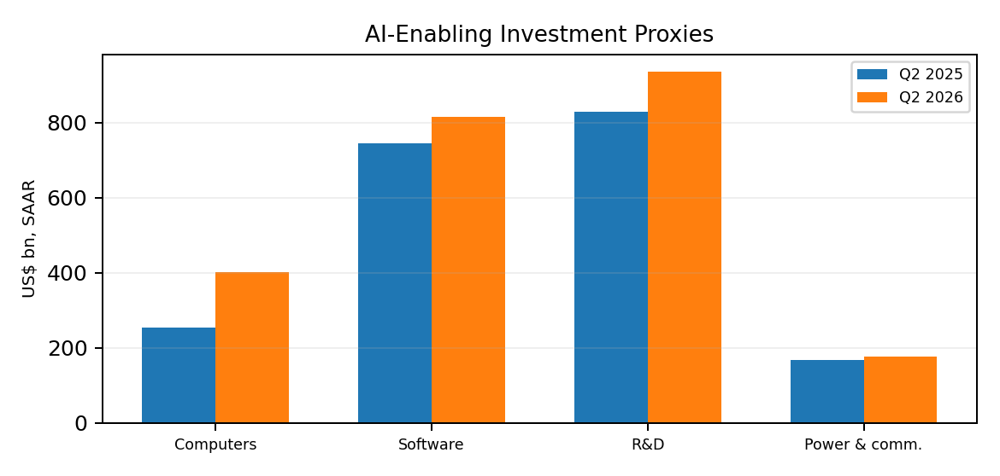 AI-Enabling Investment Proxies
Q2 2025
Q2 2026
US$ bn, SAAR
800
600
400
200
0
Computers
Software
R&D
Power & comm.